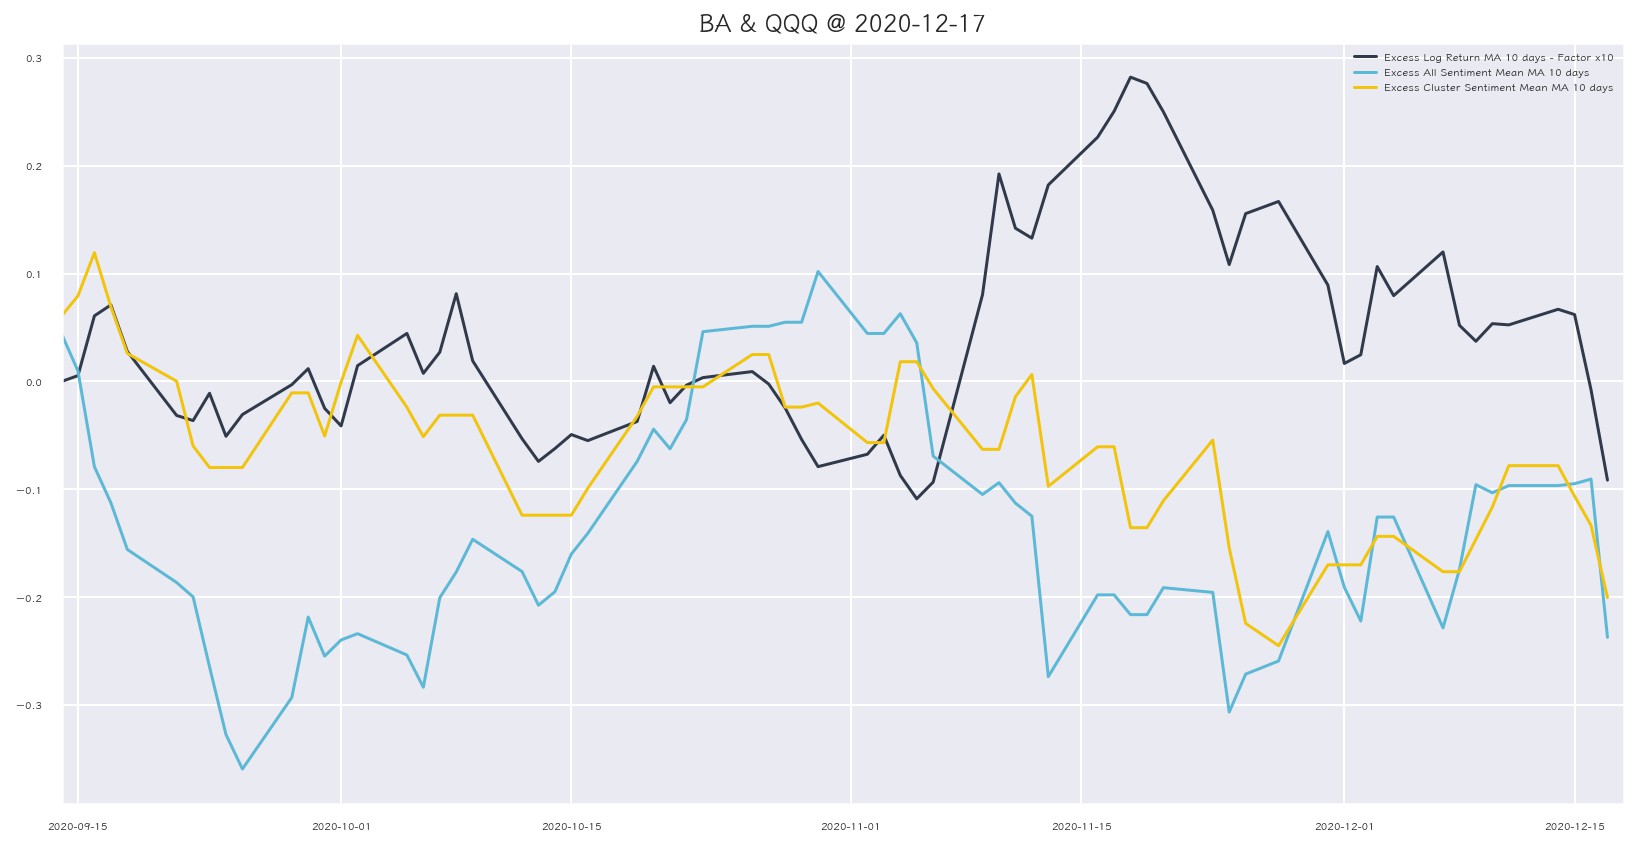 BA & QQQ @ 2020-12-17
Excess Log Return MA 10 days - Factor x10
Excess All Sentiment Mean MA 10 days
Excess Cluster Sentiment Mean MA 10 days
0.3
0.2
0.1
0.0
−0.1
−0.2
−0.3
2020-09-15 2020-10-01 2020-10-15 2020-11-01 2020-11-15 2020-12-01 2020-12-15